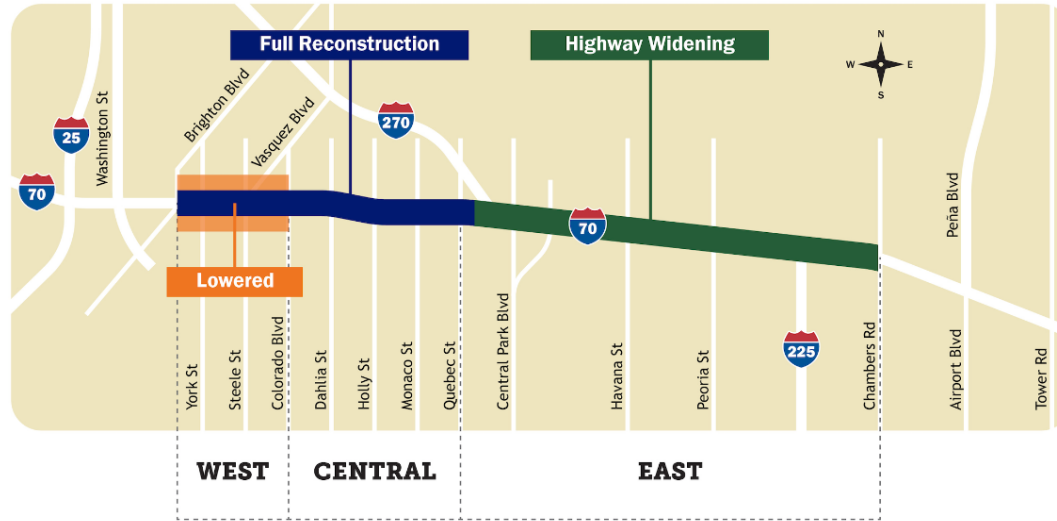 Full Reconstruction
Highway Widening
N
W
E
S
25
70
270
Washington St
Brighton Blvd
Vasquez Blvd
Peña Blvd
70
Lowered
225
York St
Steele St
Colorado Blvd
Dahlia St
Holly St
Monaco St
Quebec St
Central Park Blvd
Havana St
Peoria St
Chambers Rd
Airport Blvd
Tower Rd
WEST
CENTRAL
EAST